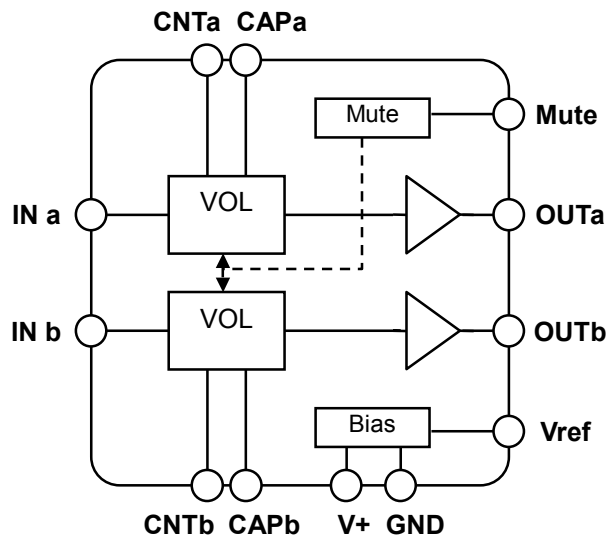 CNTa CAPa
Mute Mute
VOL
IN a OUTa
VOL
IN b OUTb
Bias
Vref
CNTb CAPb V+ GND